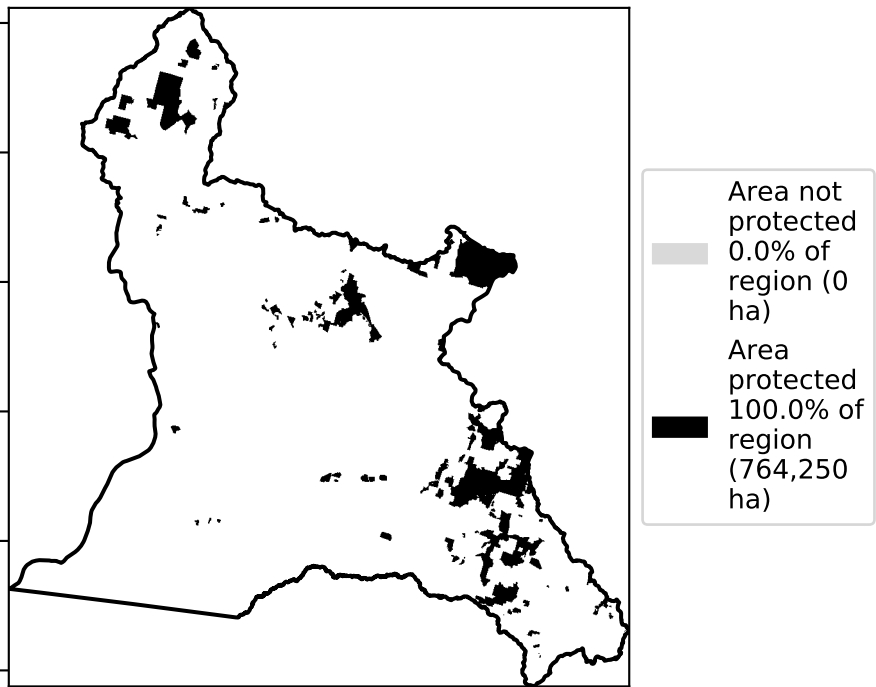 Area not
protected
0.0% of
region (0
ha)
Area
protected
100.0% of
region
(764,250
ha)